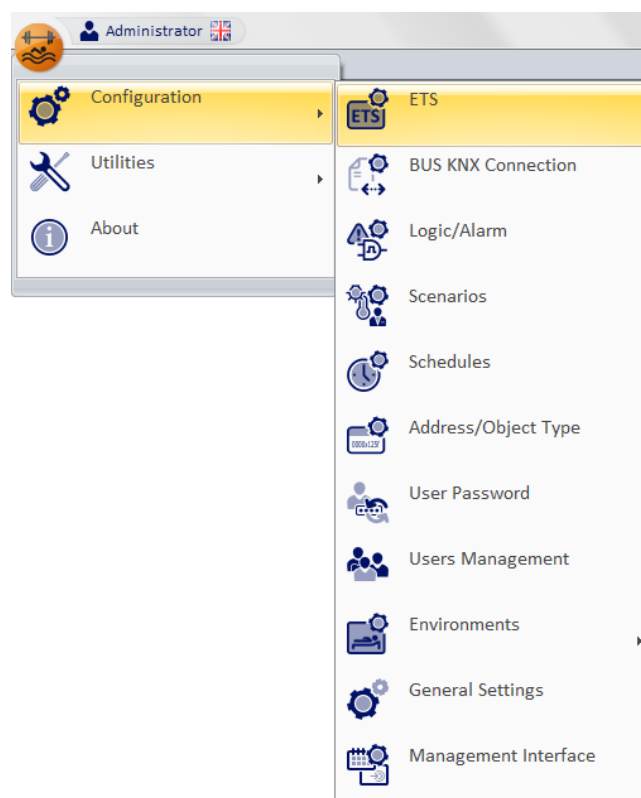 Administrator
Configuration
Utilities
About
ETS
ETS
BUS KNX Connection
Logic/Alarm
Scenarios
Schedules
Address/Object Type
User Password
Users Management
Environments
General Settings
Management Interface